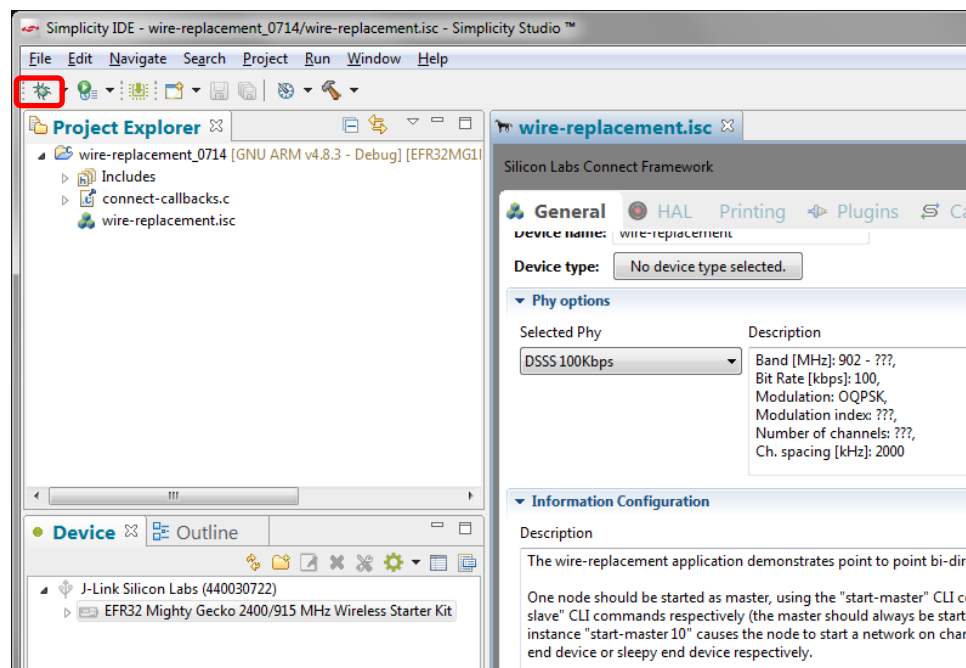 Simplicity IDE - wire-replacement_0714/wire-replacement.isc - Simplicity Studio ™
File Edit Navigate Search Project Run Window Help
Project Explorer
wire-replacement_0714 [GNU ARM v4.8.3 - Debug] [EFR32MG1
Includes
connect-callbacks.c
wire-replacement.isc
Device Outline
J-Link Silicon Labs (440030722)
EFR32 Mighty Gecko 2400/915 MHz Wireless Starter Kit
wire-replacement.isc
Silicon Labs Connect Framework
General HAL Printing Plugins Ca
Device name: wire-replacement
Device type: No device type selected.
Phy options
Selected Phy Description
DSSS 100Kbps
Band [MHz]: 902 - ???,
Bit Rate [kbps]: 100,
Modulation: OQPSK,
Modulation index: ???,
Number of channels: ???,
Ch. spacing [kHz]: 2000
Information Configuration
Description
The wire-replacement application demonstrates point to point bi-dir
One node should be started as master, using the "start-master" CLI c
slave" CLI commands respectively (the master should always be start
instance "start-master 10" causes the node to start a network on chan
end device or sleepy end device respectively.